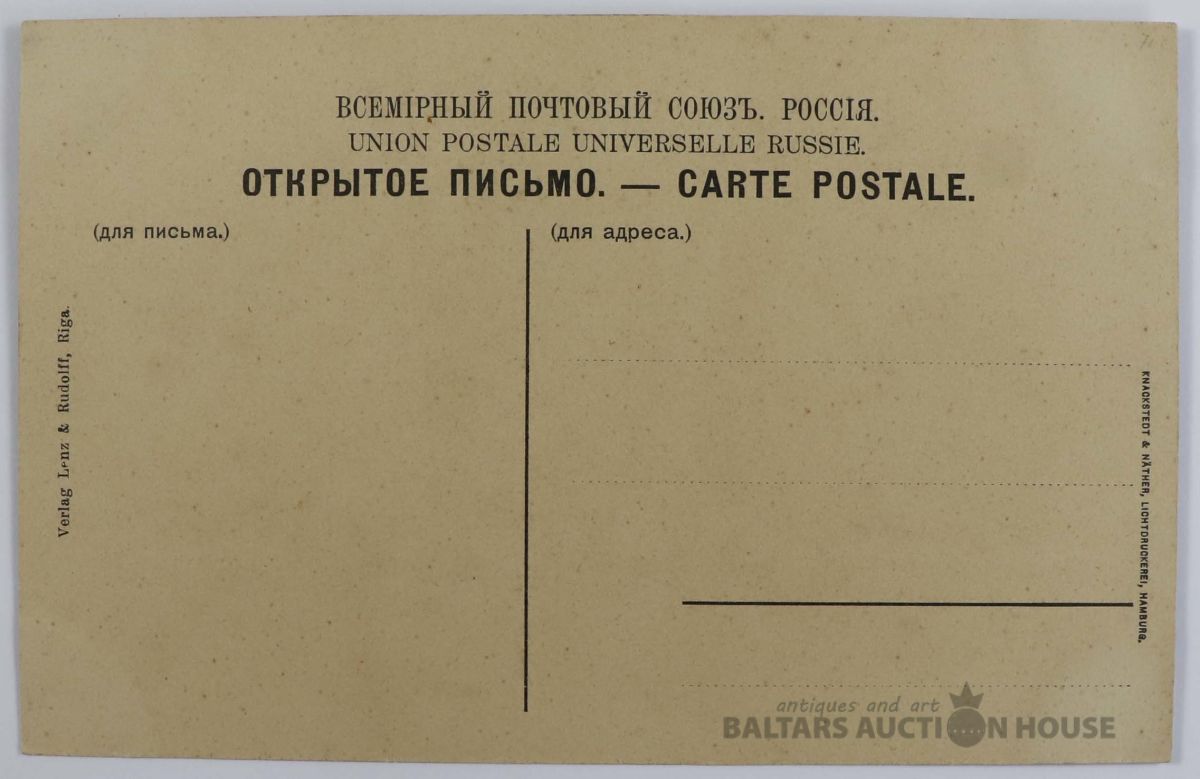 ВСЕМІРНЫЙ ПОЧТОВЫЙ СОЮЗЪ. РОССІЯ.
UNION POSTALE UNIVERSELLE RUSSIE.
ОТКРЫТОЕ ПИСЬМО. — CARTE POSTALE.
(для письма.)
(для адреса.)
Verlag Lenz & Rudolff, Riga.
KNACKSTEDT & NÄTHER, LICHTDRUCKEREI, HAMBURG.
antiques and art
BALTARS AUCTION HOUSE